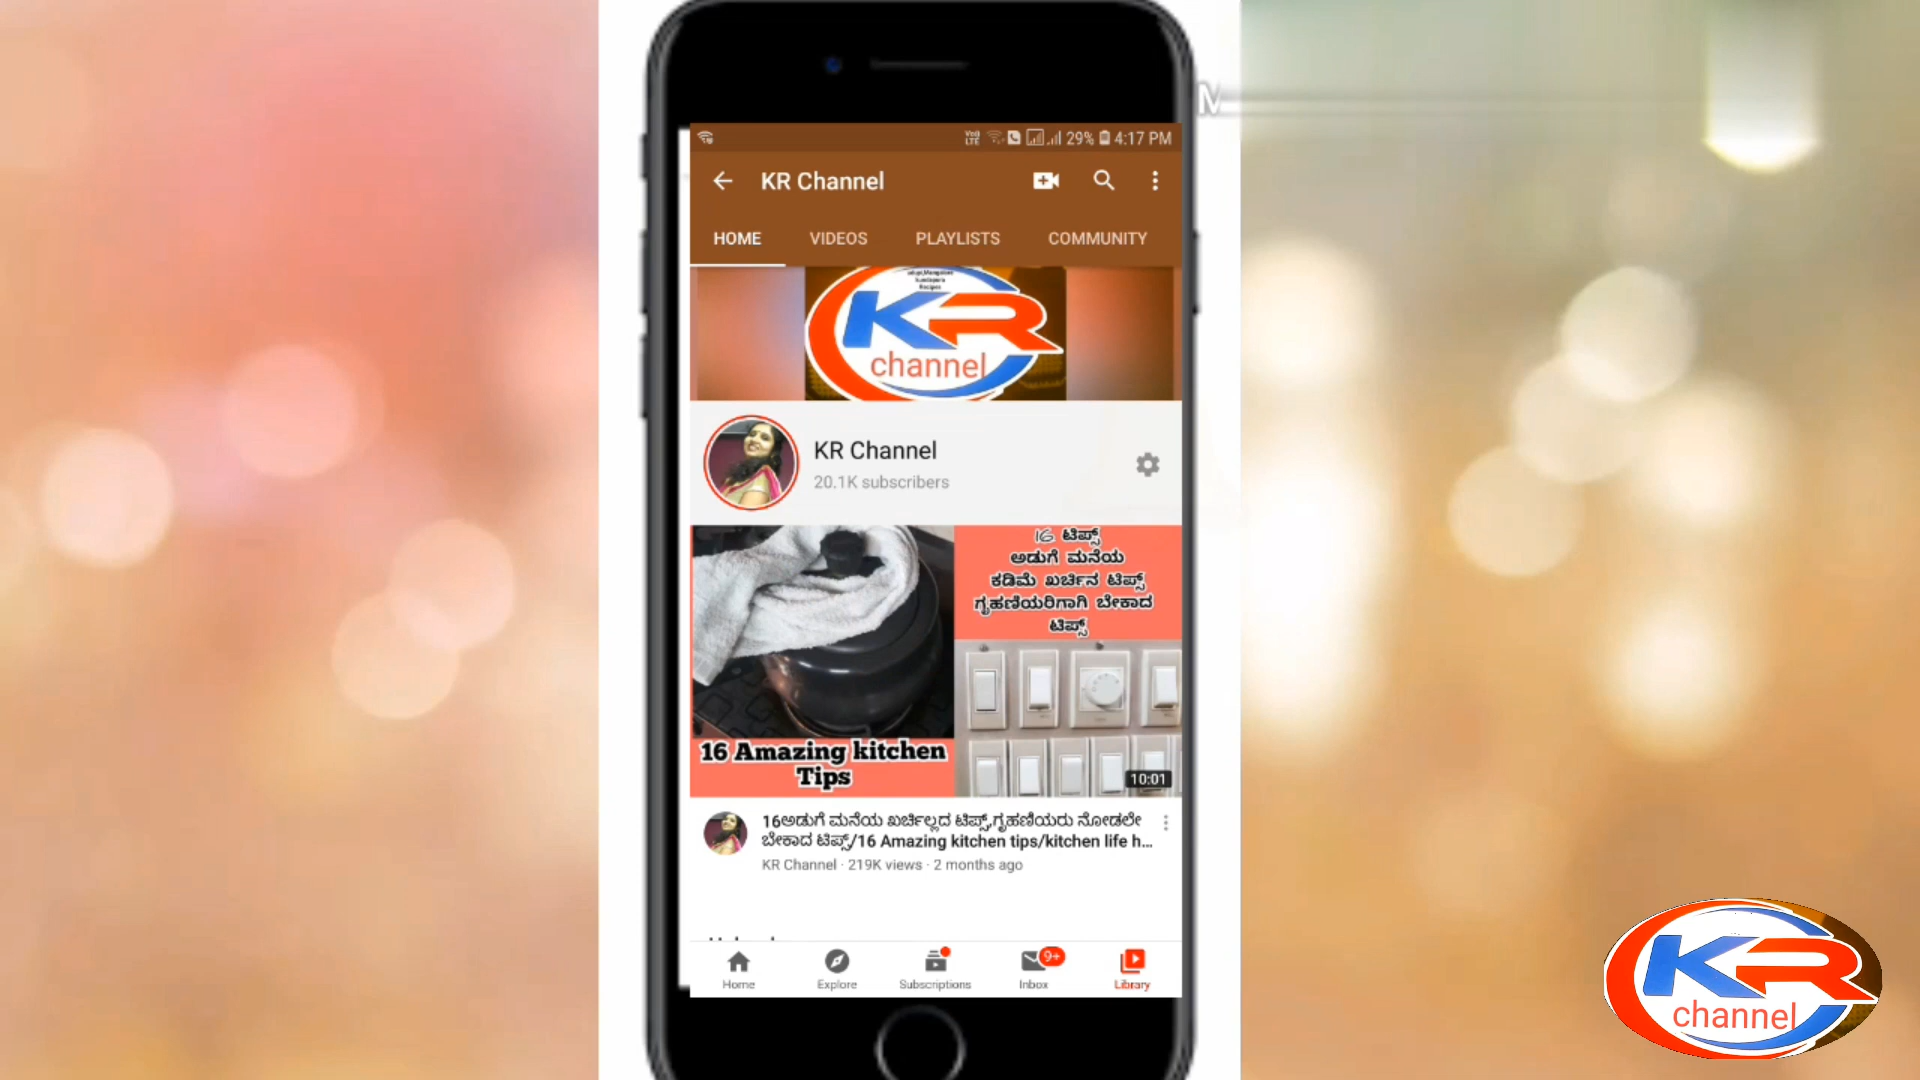 M
VoD LTE 29% 4:17 PM
KR Channel
HOME VIDEOS PLAYLISTS COMMUNITY
Recipes
KR
channel
KR Channel
20.1K subscribers
16 ಟಿಪ್ಸ್
ಅಡುಗೆ ಮನೆಯ
ಕಡಿಮೆ ಖರ್ಚಿನ ಟಿಪ್ಸ್
ಗೃಹಣಿಯರಿಗಾಗಿ ಬೇಕಾದ
ಟಿಪ್ಸ್
16 Amazing kitchen
Tips
10:01
16ಅಡುಗೆ ಮನೆಯ ಖರ್ಚಿಲ್ಲದ ಟಿಪ್ಸ್,ಗೃಹಣಿಯರು ನೋಡಲೇ
ಬೇಕಾದ ಟಿಪ್ಸ್/16 Amazing kitchen tips/kitchen life h...
KR Channel · 219K views · 2 months ago
Home Explore Subscriptions Inbox 9+ Library
KR
channel